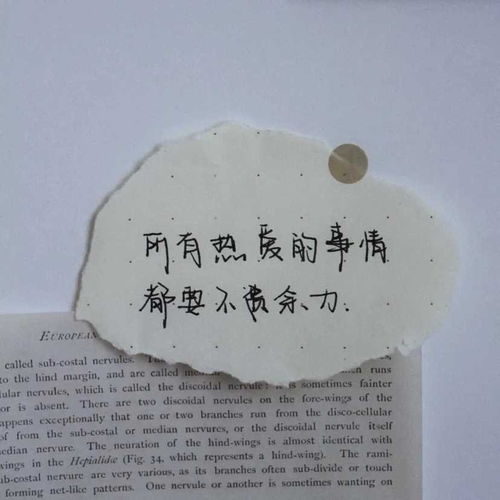 所有热爱的事情
都要不遗余力.
EUROPEAN
called sub-costal nervules.
to the hind margin, and are called runs
lular nervules, which is called the discoidal nervule: it is sometimes fainter
or is absent. There are two discoidal nervules on the fore-wings of the
appens exceptionally that one or two branches run from the disco-cellular
of from the sub-costal or median nervures, or the discoidal nervule itself
median nervure. The neuration of the hind-wings is almost identical with
wings in the Hepialidæ (Fig. 34, which represents a hind-wing). The rami-
sub-costal nervure are very various, as its branches often sub-divide or touch
forming net-like patterns. One nervule or another is sometimes wanting on